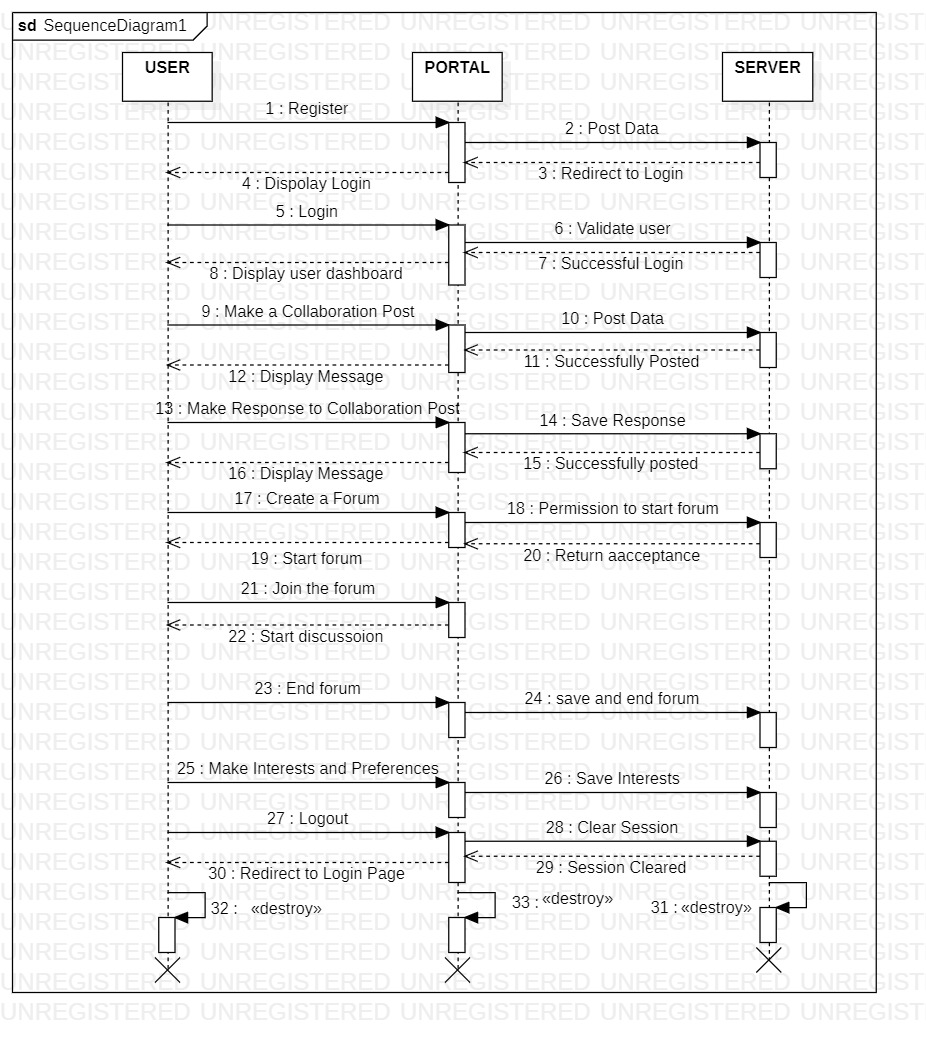 sd SequenceDiagram1
USER PORTAL SERVER
1 : Register
2 : Post Data
3 : Redirect to Login
4 : Dispolay Login
5 : Login
6 : Validate user
7 : Successful Login
8 : Display user dashboard
9 : Make a Collaboration Post
10 : Post Data
11 : Successfully Posted
12 : Display Message
13 : Make Response to Collaboration Post
14 : Save Response
15 : Successfully posted
16 : Display Message
17 : Create a Forum
18 : Permission to start forum
19 : Start forum
20 : Return aacceptance
21 : Join the forum
22 : Start discussoion
23 : End forum
24 : save and end forum
25 : Make Interests and Preferences
26 : Save Interests
27 : Logout
28 : Clear Session
29 : Session Cleared
30 : Redirect to Login Page
32 : «destroy»
33 : «destroy»
31 : «destroy»
UNREGISTERED